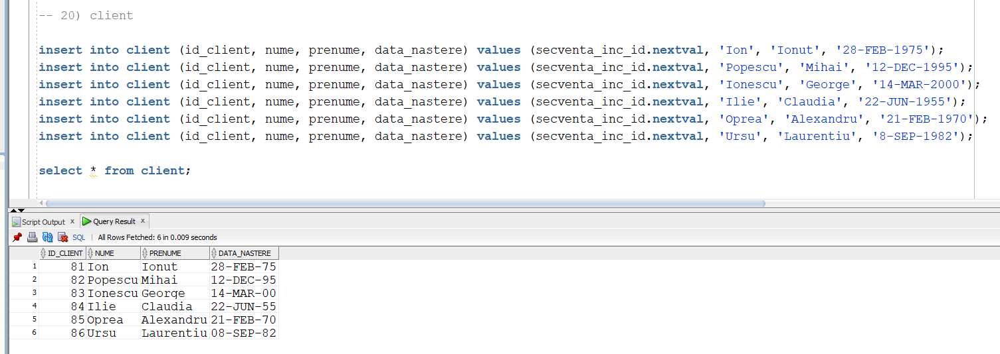 -- 20) client
insert into client (id_client, nume, prenume, data_nastere) values (secventa_inc_id.nextval, 'Ion', 'Ionut', '28-FEB-1975');
insert into client (id_client, nume, prenume, data_nastere) values (secventa_inc_id.nextval, 'Popescu', 'Mihai', '12-DEC-1995');
insert into client (id_client, nume, prenume, data_nastere) values (secventa_inc_id.nextval, 'Ionescu', 'George', '14-MAR-2000');
insert into client (id_client, nume, prenume, data_nastere) values (secventa_inc_id.nextval, 'Ilie', 'Claudia', '22-JUN-1955');
insert into client (id_client, nume, prenume, data_nastere) values (secventa_inc_id.nextval, 'Oprea', 'Alexandru', '21-FEB-1970');
insert into client (id_client, nume, prenume, data_nastere) values (secventa_inc_id.nextval, 'Ursu', 'Laurentiu', '8-SEP-1982');
select * from client;
Script Output x Query Result x
SQL | All Rows Fetched: 6 in 0.009 seconds
ID_CLIENT NUME PRENUME DATA_NASTERE
1 81 Ion Ionut 28-FEB-75
2 82 Popescu Mihai 12-DEC-95
3 83 Ionescu George 14-MAR-00
4 84 Ilie Claudia 22-JUN-55
5 85 Oprea Alexandru 21-FEB-70
6 86 Ursu Laurentiu 08-SEP-82